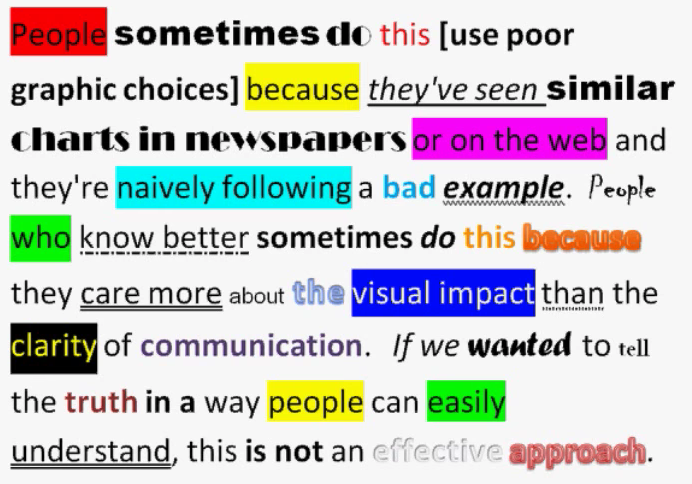 People sometimes do this [use poor
graphic choices] because they've seen similar
charts in newspapers or on the web and
they're naively following a bad example. People
who know better sometimes do this because
they care more about the visual impact than the
clarity of communication. If we wanted to tell
the truth in a way people can easily
understand, this is not an effective approach.